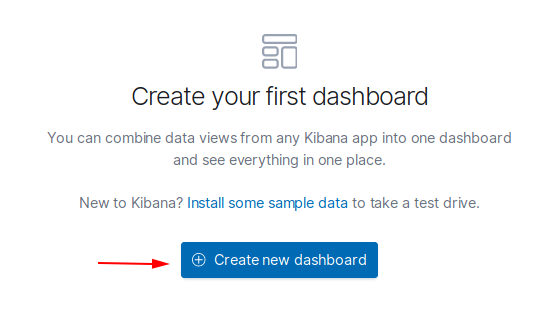 Create your first dashboard
You can combine data views from any Kibana app into one dashboard
and see everything in one place.
New to Kibana? Install some sample data to take a test drive.
Create new dashboard